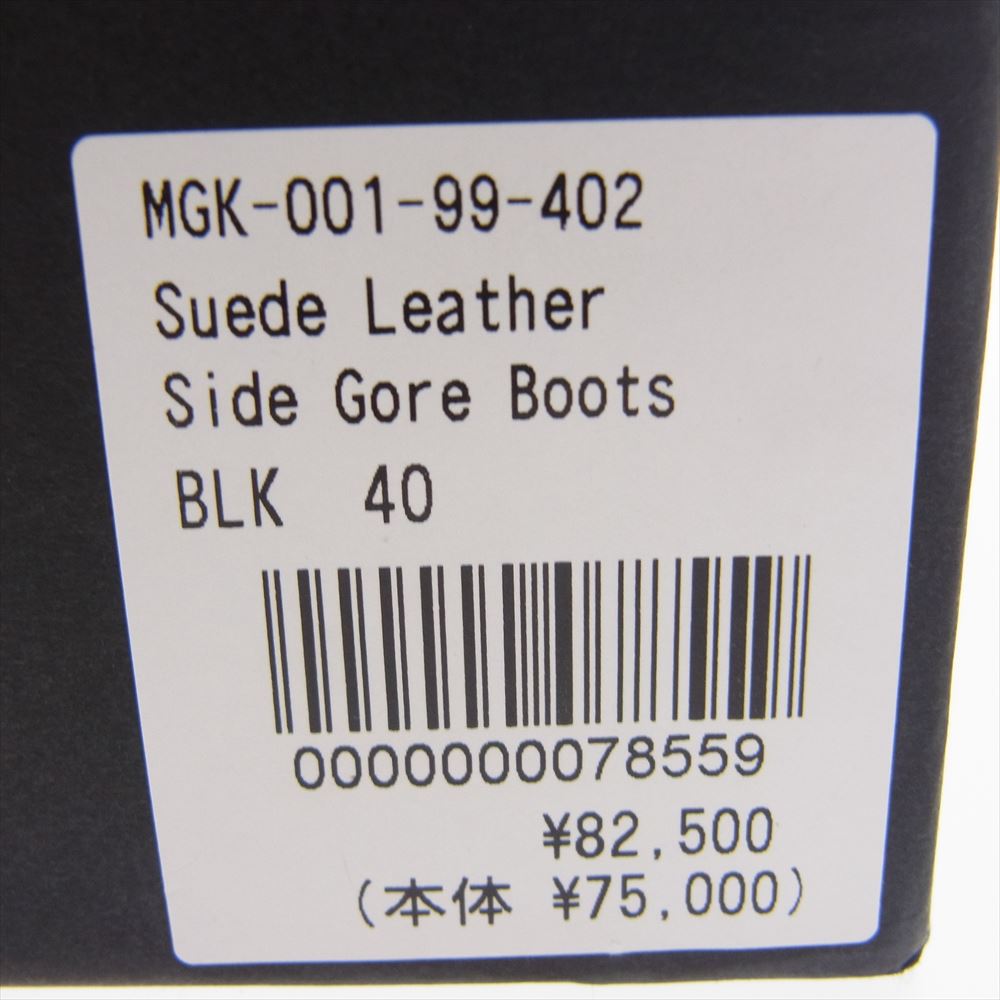 MGK-001-99-402
Suede Leather
Side Gore Boots
BLK 40
0000000078559
¥82,500
(本体 ¥75,000)